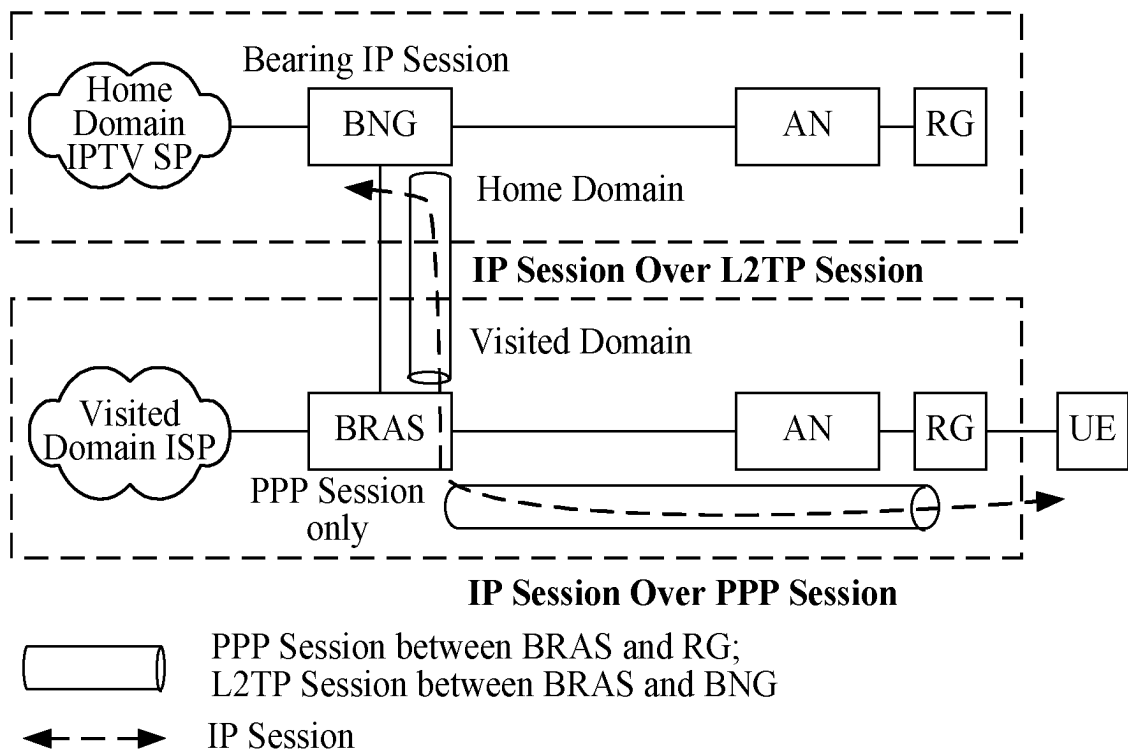 Bearing IP Session
Home
Domain
IPTV SP
BNG
AN
RG
Home Domain
IP Session Over L2TP Session
Visited Domain
Visited
Domain ISP
BRAS
AN
RG
UE
PPP Session
only
IP Session Over PPP Session
PPP Session between BRAS and RG;
L2TP Session between BRAS and BNG
IP Session